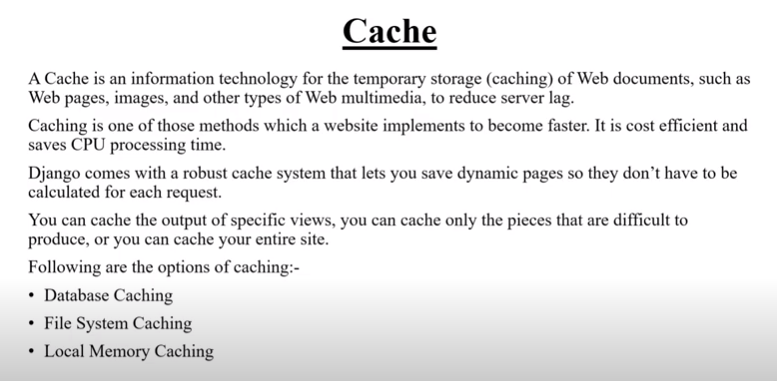 Cache
A Cache is an information technology for the temporary storage (caching) of Web documents, such as
Web pages, images, and other types of Web multimedia, to reduce server lag.
Caching is one of those methods which a website implements to become faster. It is cost efficient and
saves CPU processing time.
Django comes with a robust cache system that lets you save dynamic pages so they don’t have to be
calculated for each request.
You can cache the output of specific views, you can cache only the pieces that are difficult to
produce, or you can cache your entire site.
Following are the options of caching:-
• Database Caching
• File System Caching
• Local Memory Caching